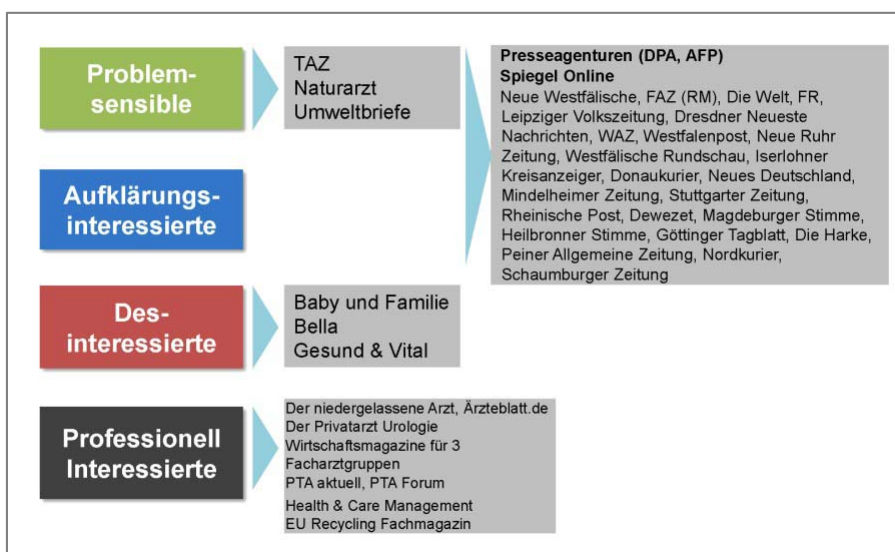 Problem-
sensible
TAZ
Naturarzt
Umweltbriefe
Presseagenturen (DPA, AFP)
Spiegel Online
Neue Westfälische, FAZ (RM), Die Welt, FR,
Leipziger Volkszeitung, Dresdner Neueste
Nachrichten, WAZ, Westfalenpost, Neue Ruhr
Zeitung, Westfälische Rundschau, Iserlohner
Kreisanzeiger, Donaukurier, Neues Deutschland,
Mindelheimer Zeitung, Stuttgarter Zeitung,
Rheinische Post, Dewezet, Magdeburger Stimme,
Heilbronner Stimme, Göttinger Tagblatt, Die Harke,
Peiner Allgemeine Zeitung, Nordkurier,
Schaumburger Zeitung
Aufklärungs-
interessierte
Des-
interessierte
Baby und Familie
Bella
Gesund & Vital
Professionell
Interessierte
Der niedergelassene Arzt, Ärzteblatt.de
Der Privatarzt Urologie
Wirtschaftsmagazine für 3
Facharztgruppen
PTA aktuell, PTA Forum
Health & Care Management
EU Recycling Fachmagazin